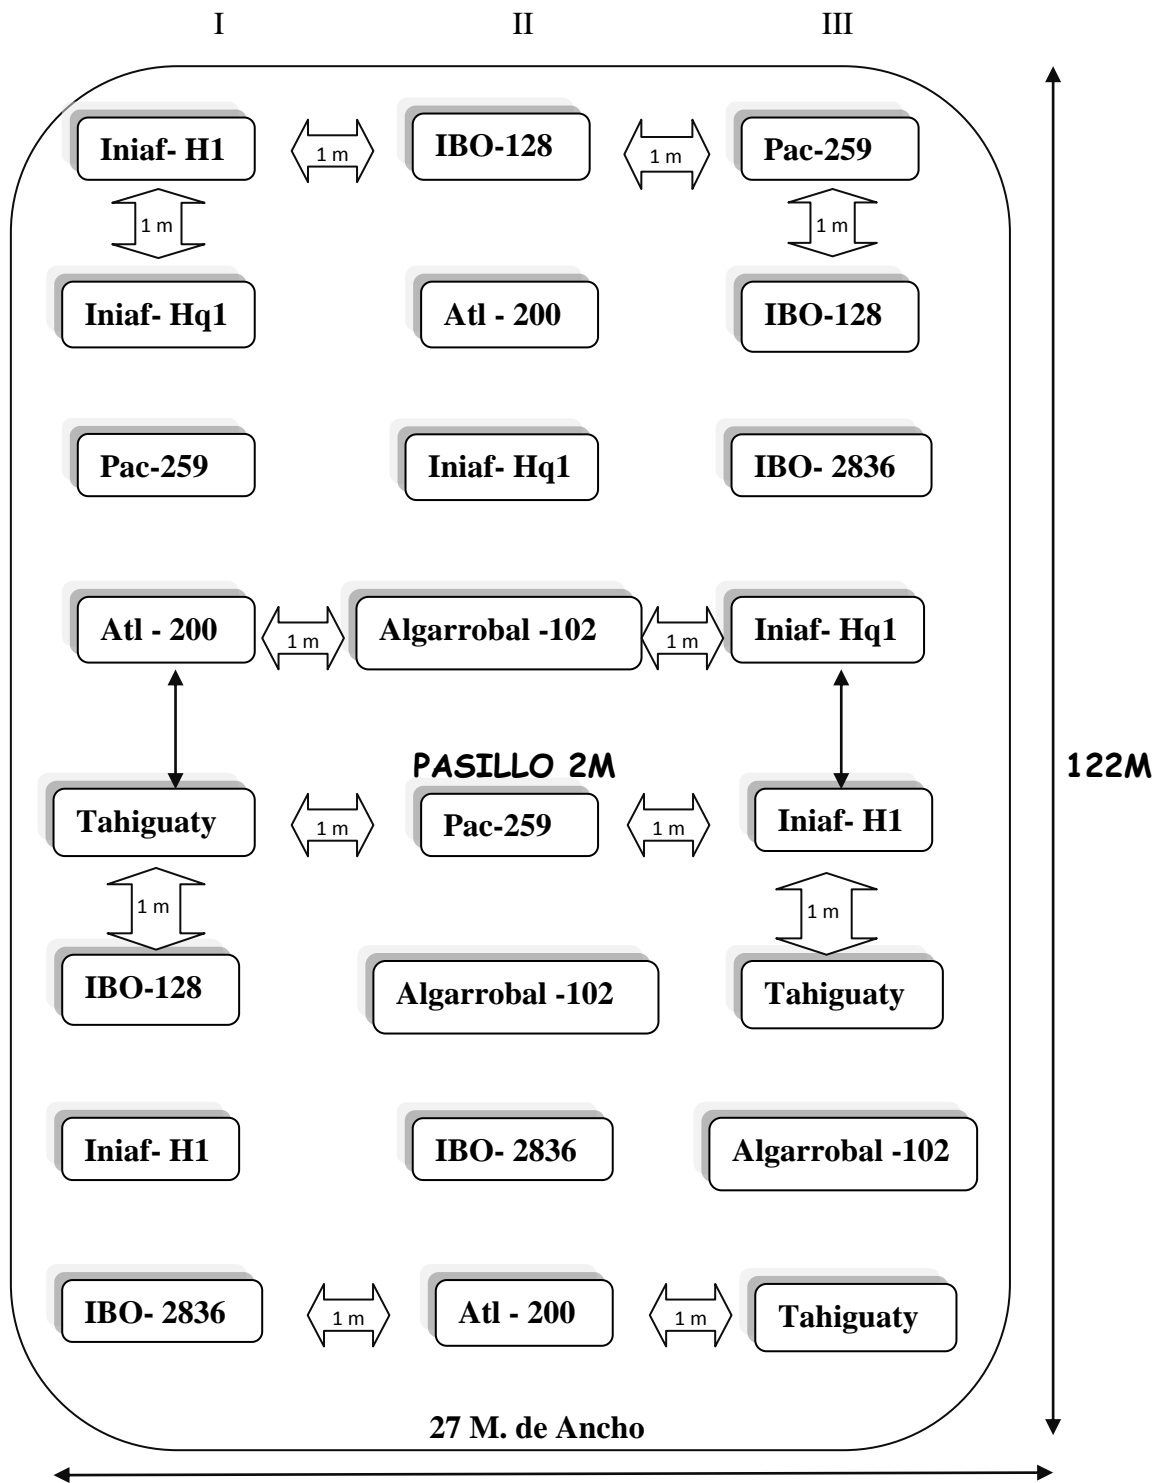 I II III
Iniaf- H1 1 m IBO-128 1 m Pac-259
1 m 1 m
Iniaf- Hq1 Atl - 200 IBO-128
Pac-259 Iniaf- Hq1 IBO- 2836
Atl - 200 1 m Algarrobal -102 1 m Iniaf- Hq1
PASILLO 2M 122M
Tahiguaty 1 m Pac-259 1 m Iniaf- H1
1 m 1 m
IBO-128 Algarrobal -102 Tahiguaty
Iniaf- H1 IBO- 2836 Algarrobal -102
IBO- 2836 1 m Atl - 200 1 m Tahiguaty
27 M. de Ancho